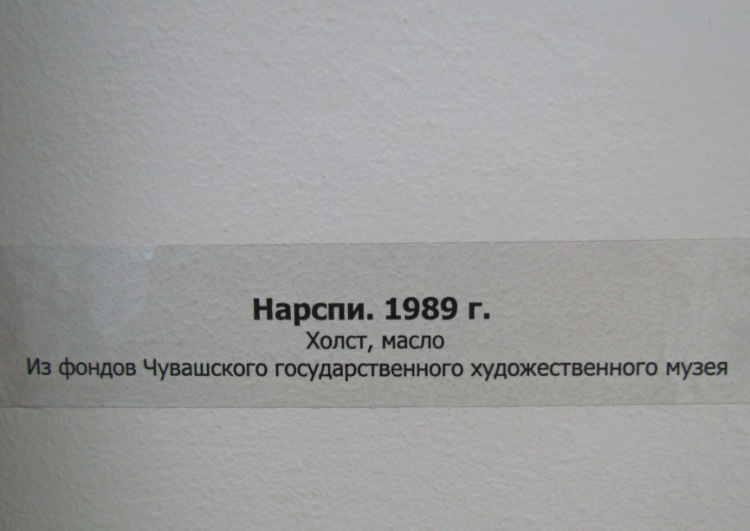 Нарспи. 1989 г.
Холст, масло
Из фондов Чувашского государственного художественного музея